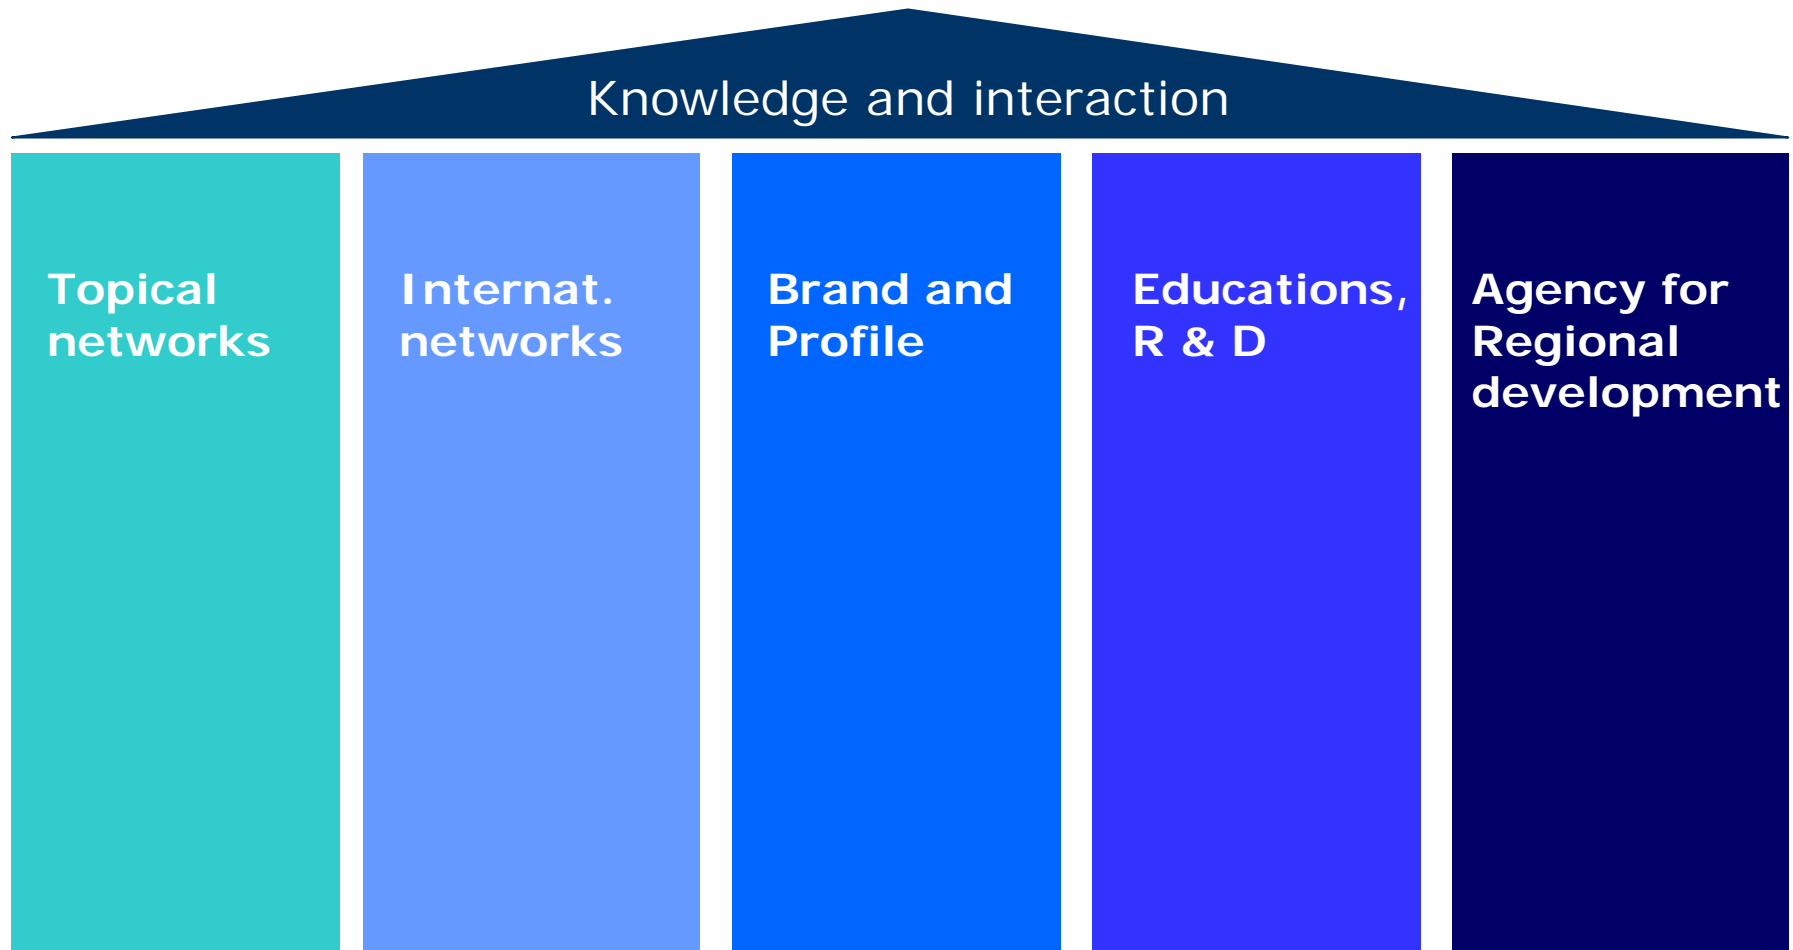 Knowledge and interaction
Topical
networks
Internat.
networks
Brand and
Profile
Educations,
R & D
Agency for
Regional
development